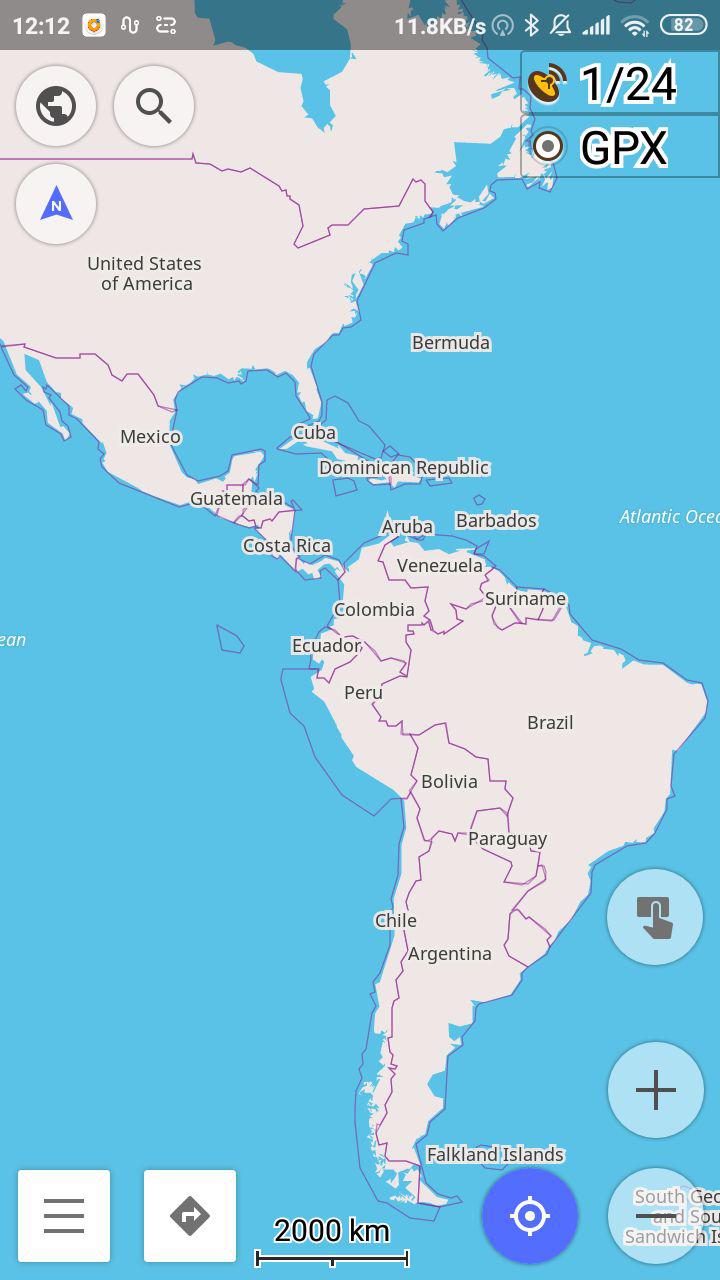 12:12
11.8KB/s
82
1/24
GPX
N
United States
of America
Bermuda
Mexico
Cuba
Dominican Republic
Guatemala
Aruba
Barbados
Atlantic Ocea
Costa Rica
Venezuela
Suriname
Colombia
ean
Ecuador
Peru
Brazil
Bolivia
Paraguay
Chile
Argentina
Falkland Islands
South Geo
and Sou
Sandwich Is
2000 km